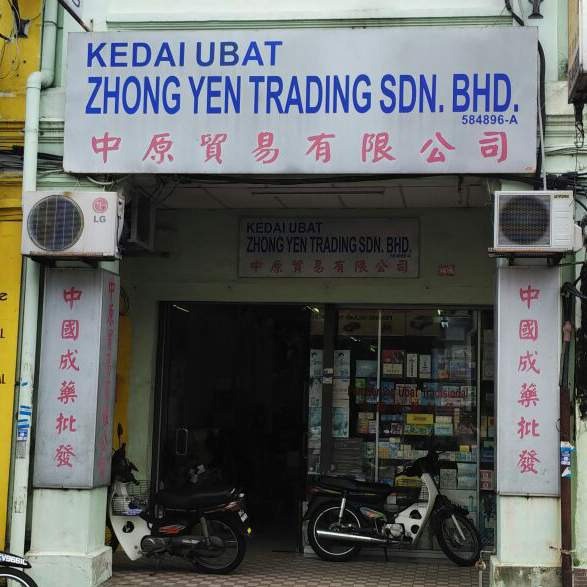 KEDAI UBAT
ZHONG YEN TRADING SDN. BHD.
584896-A
中原貿易有限公司
LG
KEDAI UBAT
ZHONG YEN TRADING SDN. BHD.
中原貿易有限公司
中國成藥批發
中國成藥批發
Ubat Tradisional